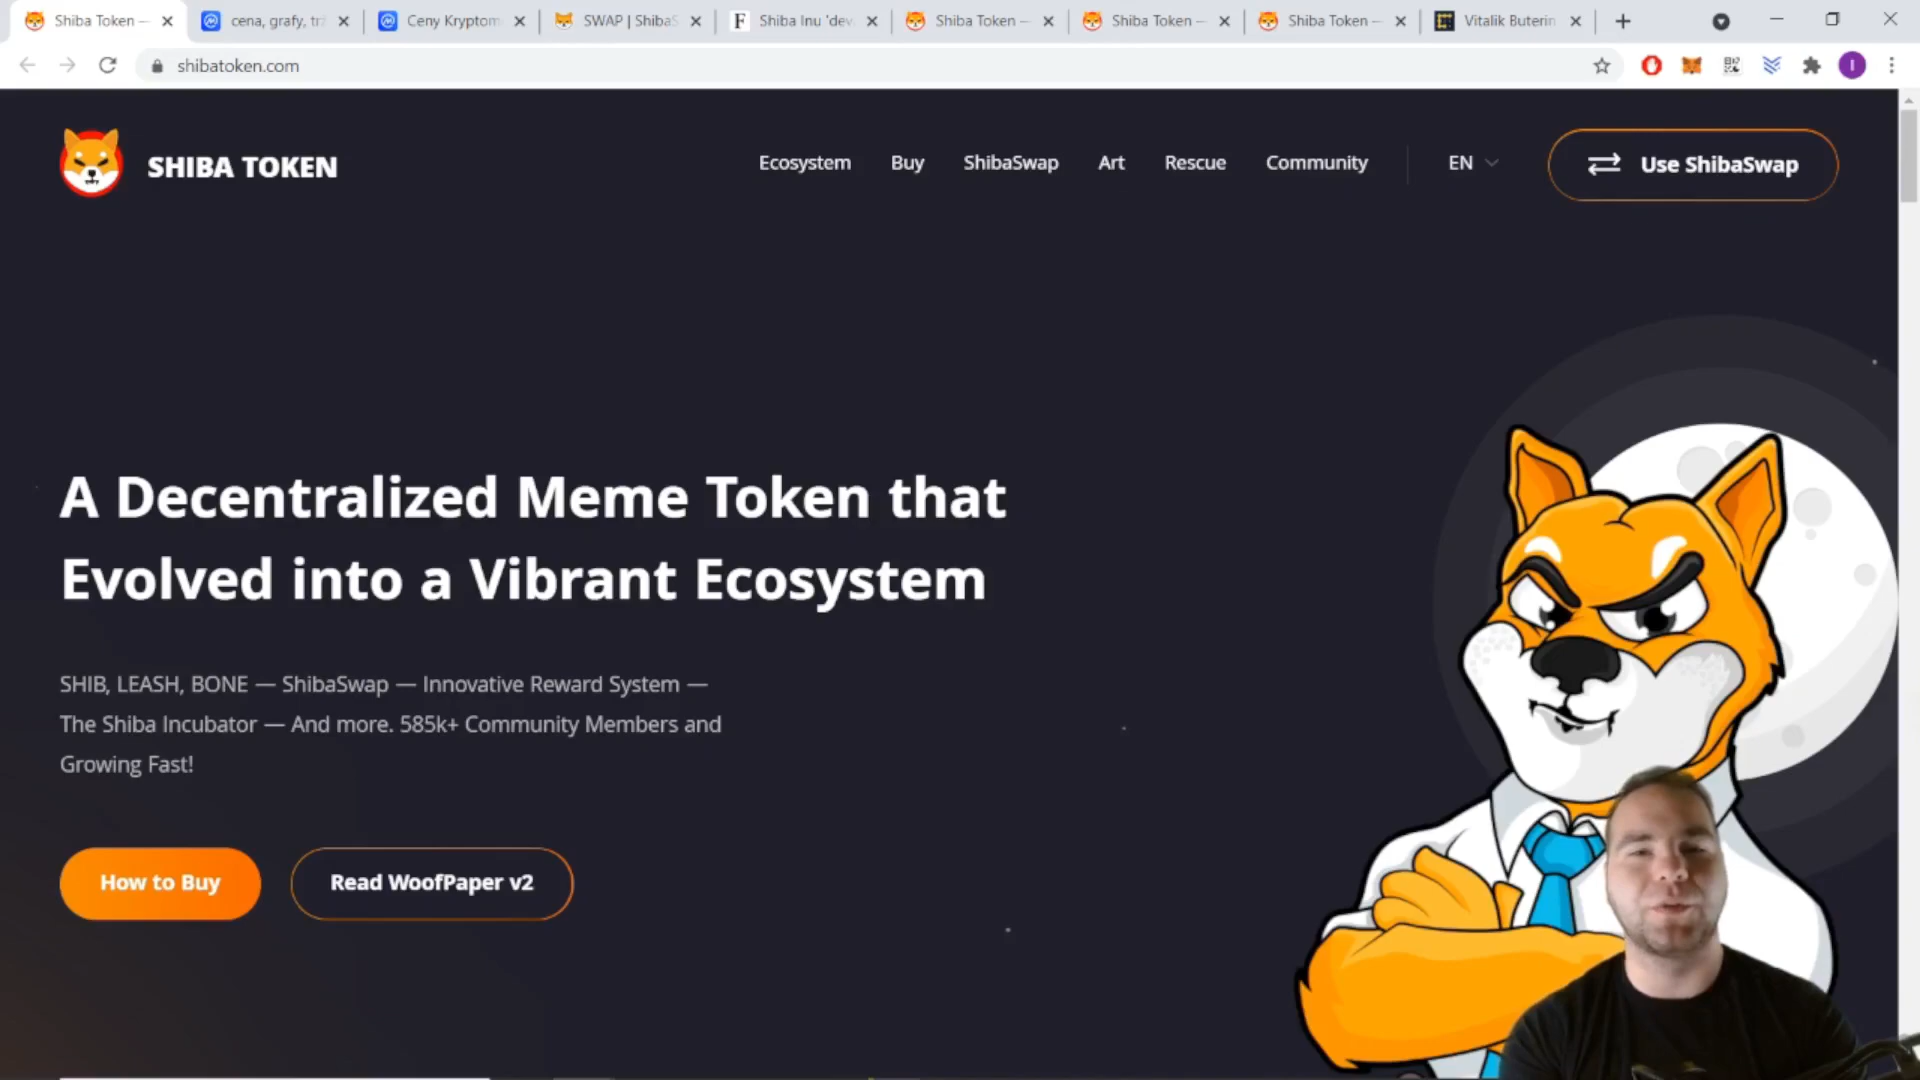 Shiba Token —
cena, grafy, trž
Ceny Kryptom
SWAP | ShibaS
Shiba Inu 'dev
Shiba Token —
Shiba Token —
Shiba Token —
Vitalik Buterin
shibatoken.com
I
SHIBA TOKEN
Ecosystem
Buy
ShibaSwap
Art
Rescue
Community
EN
Use ShibaSwap
A Decentralized Meme Token that
Evolved into a Vibrant Ecosystem
SHIB, LEASH, BONE — ShibaSwap — Innovative Reward System —
The Shiba Incubator — And more. 585k+ Community Members and
Growing Fast!
How to Buy
Read WoofPaper v2